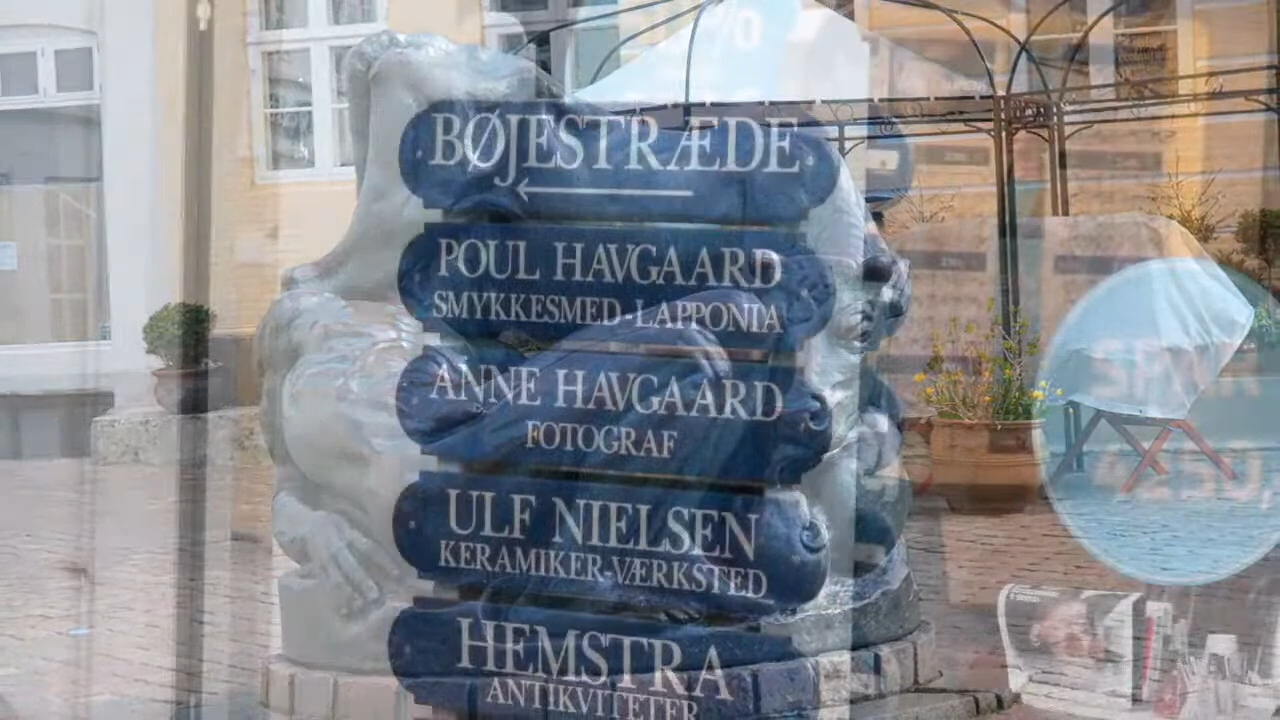 BØJESTRÆDE
POUL HAVGAARD
SMYKKESMED-LAPPONIA
ANNE HAVGAARD
FOTOGRAF
ULF NIELSEN
KERAMIKER-VÆRKSTED
HEMSTRA
ANTIKVITETER